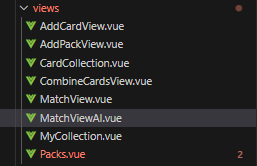 views
AddCardView.vue
AddPackView.vue
CardCollection.vue
CombineCardsView.vue
MatchView.vue
MatchViewAI.vue
MyCollection.vue
Packs.vue 2